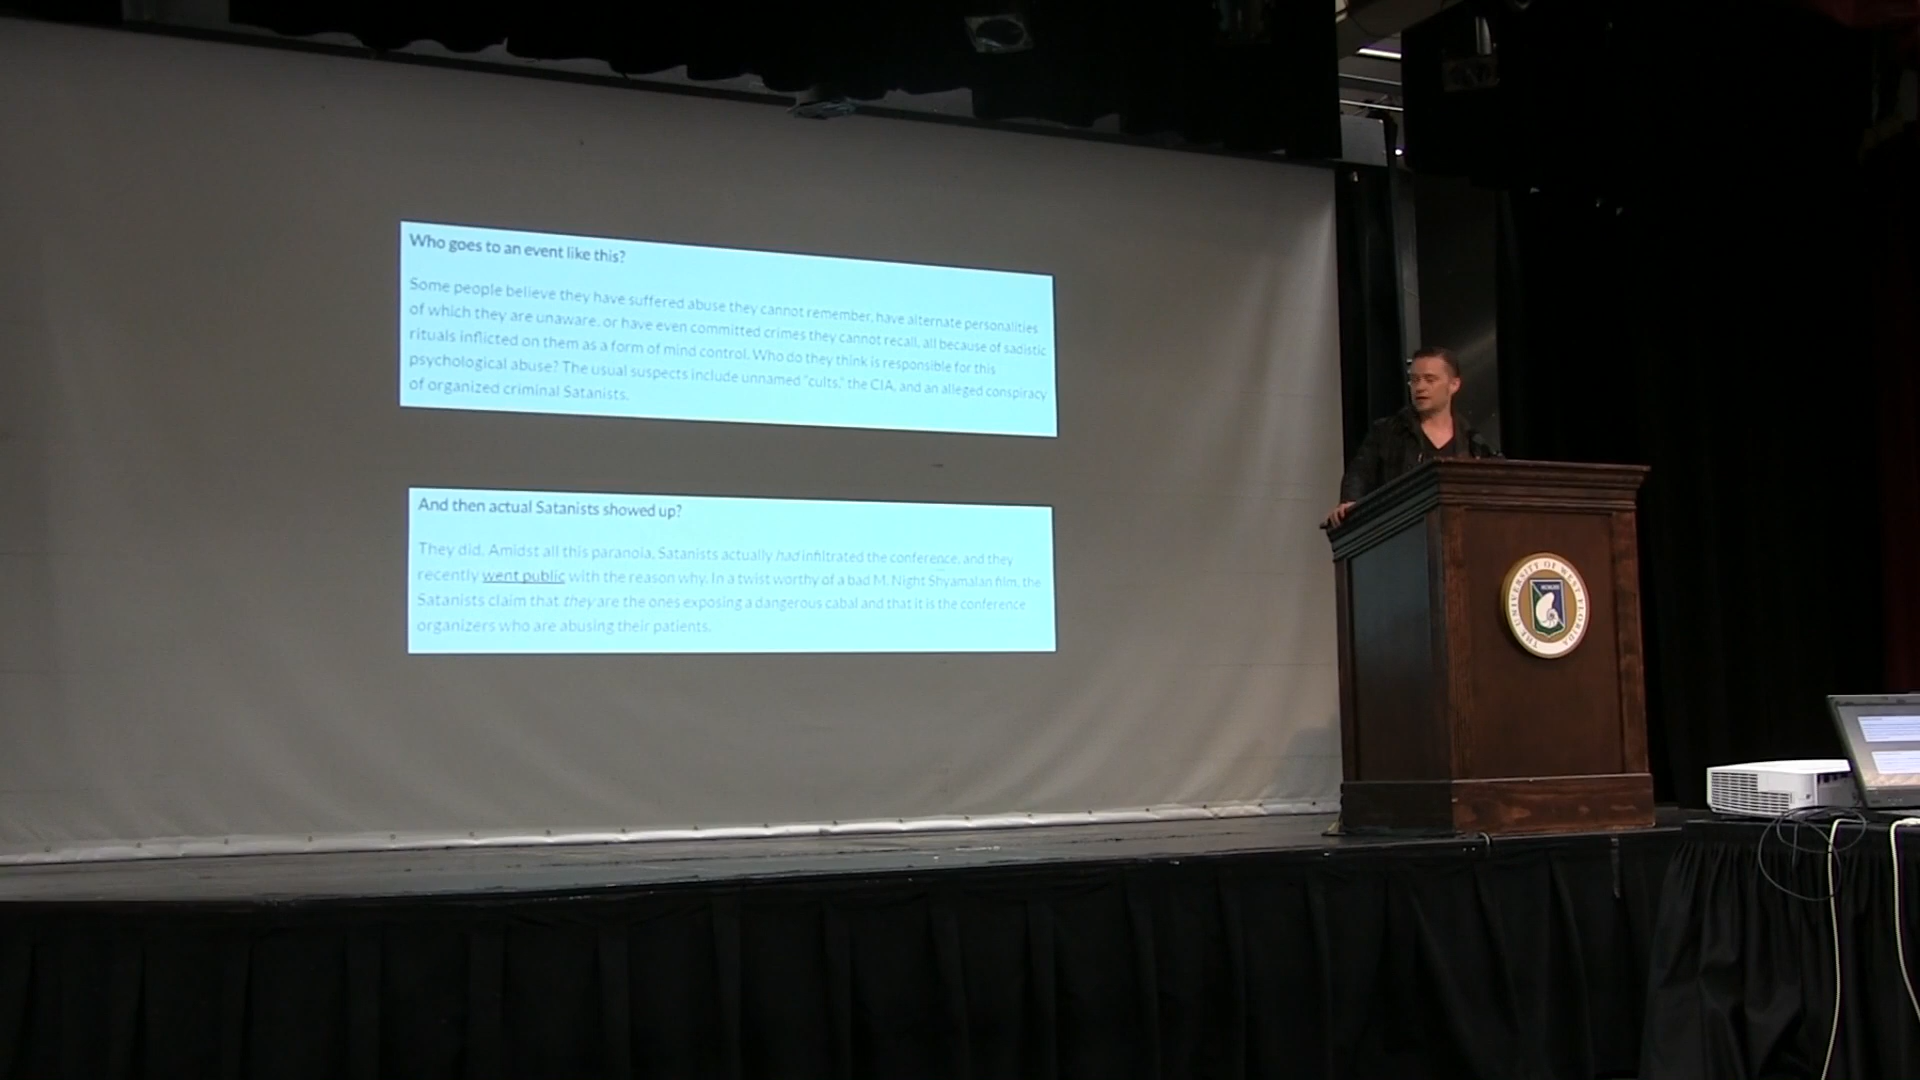 Who goes to an event like this?
Some people believe they have suffered abuse they cannot remember, have alternate personalities
of which they are unaware, or have even committed crimes they cannot recall, all because of sadistic
rituals inflicted on them as a form of mind control. Who do they think is responsible for this
psychological abuse? The usual suspects include unnamed "cults," the CIA, and an alleged conspiracy
of organized criminal Satanists.
And then actual Satanists showed up?
They did. Amidst all this paranoia, Satanists actually had infiltrated the conference, and they
recently went public with the reason why. In a twist worthy of a bad M. Night Shyamalan film, the
Satanists claim that they are the ones exposing a dangerous cabal and that it is the conference
organizers who are abusing their patients.
THE UNIVERSITY OF WEST FLORIDA